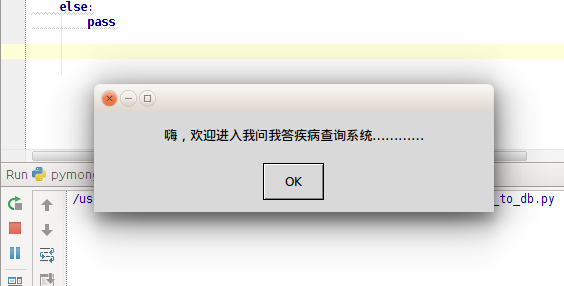 else:
pass
嗨，欢迎进入我问我答疾病查询系统…………
OK
Run pymon
/us
_to_db.py